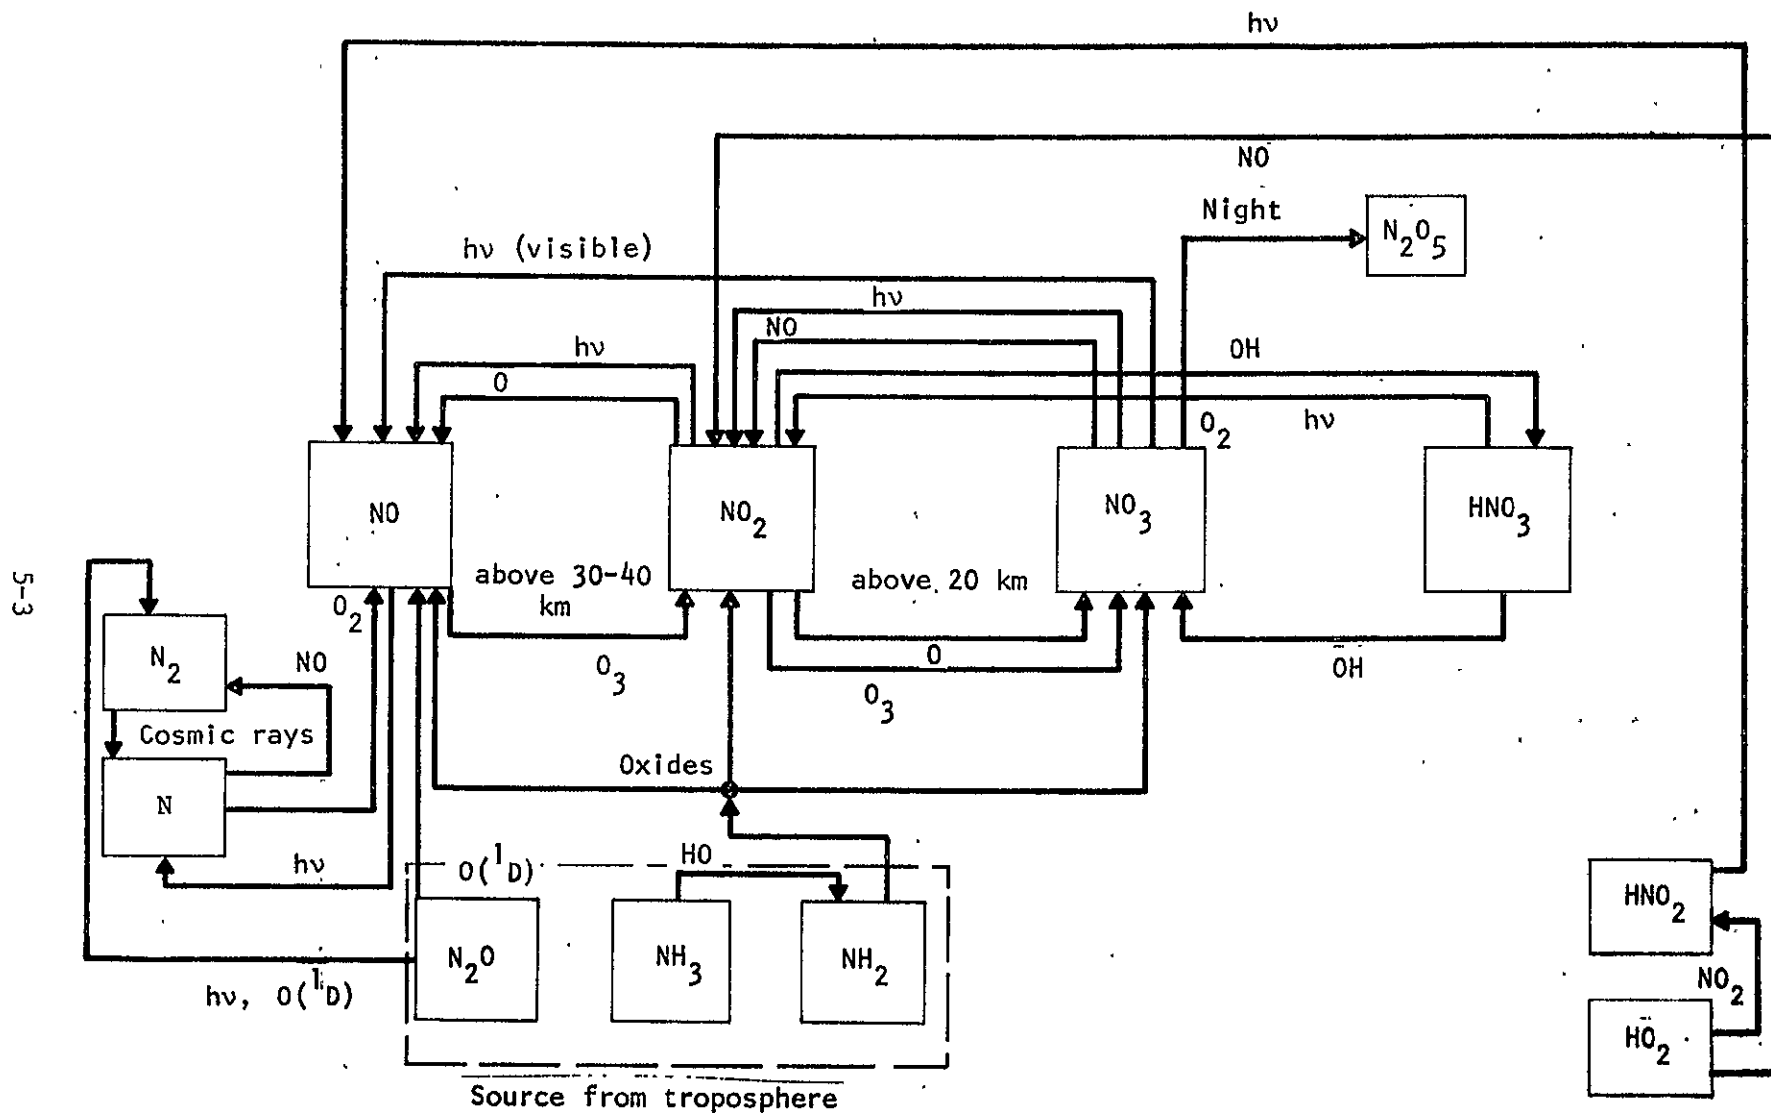 hν
NO
Night
N₂O₅
hν (visible)
hν
NO
hν
OH
O
O₂
hν
NO
NO₂
NO₃
HNO₃
above 30-40
km
above 20 km
5-3
O₂
N₂
NO
O₃
O
OH
O₃
Cosmic rays
Oxides
N
hν
O(¹D)
HO
HNO₂
N₂O
NH₃
NH₂
hν, O(¹D)
NO₂
HO₂
Source from troposphere